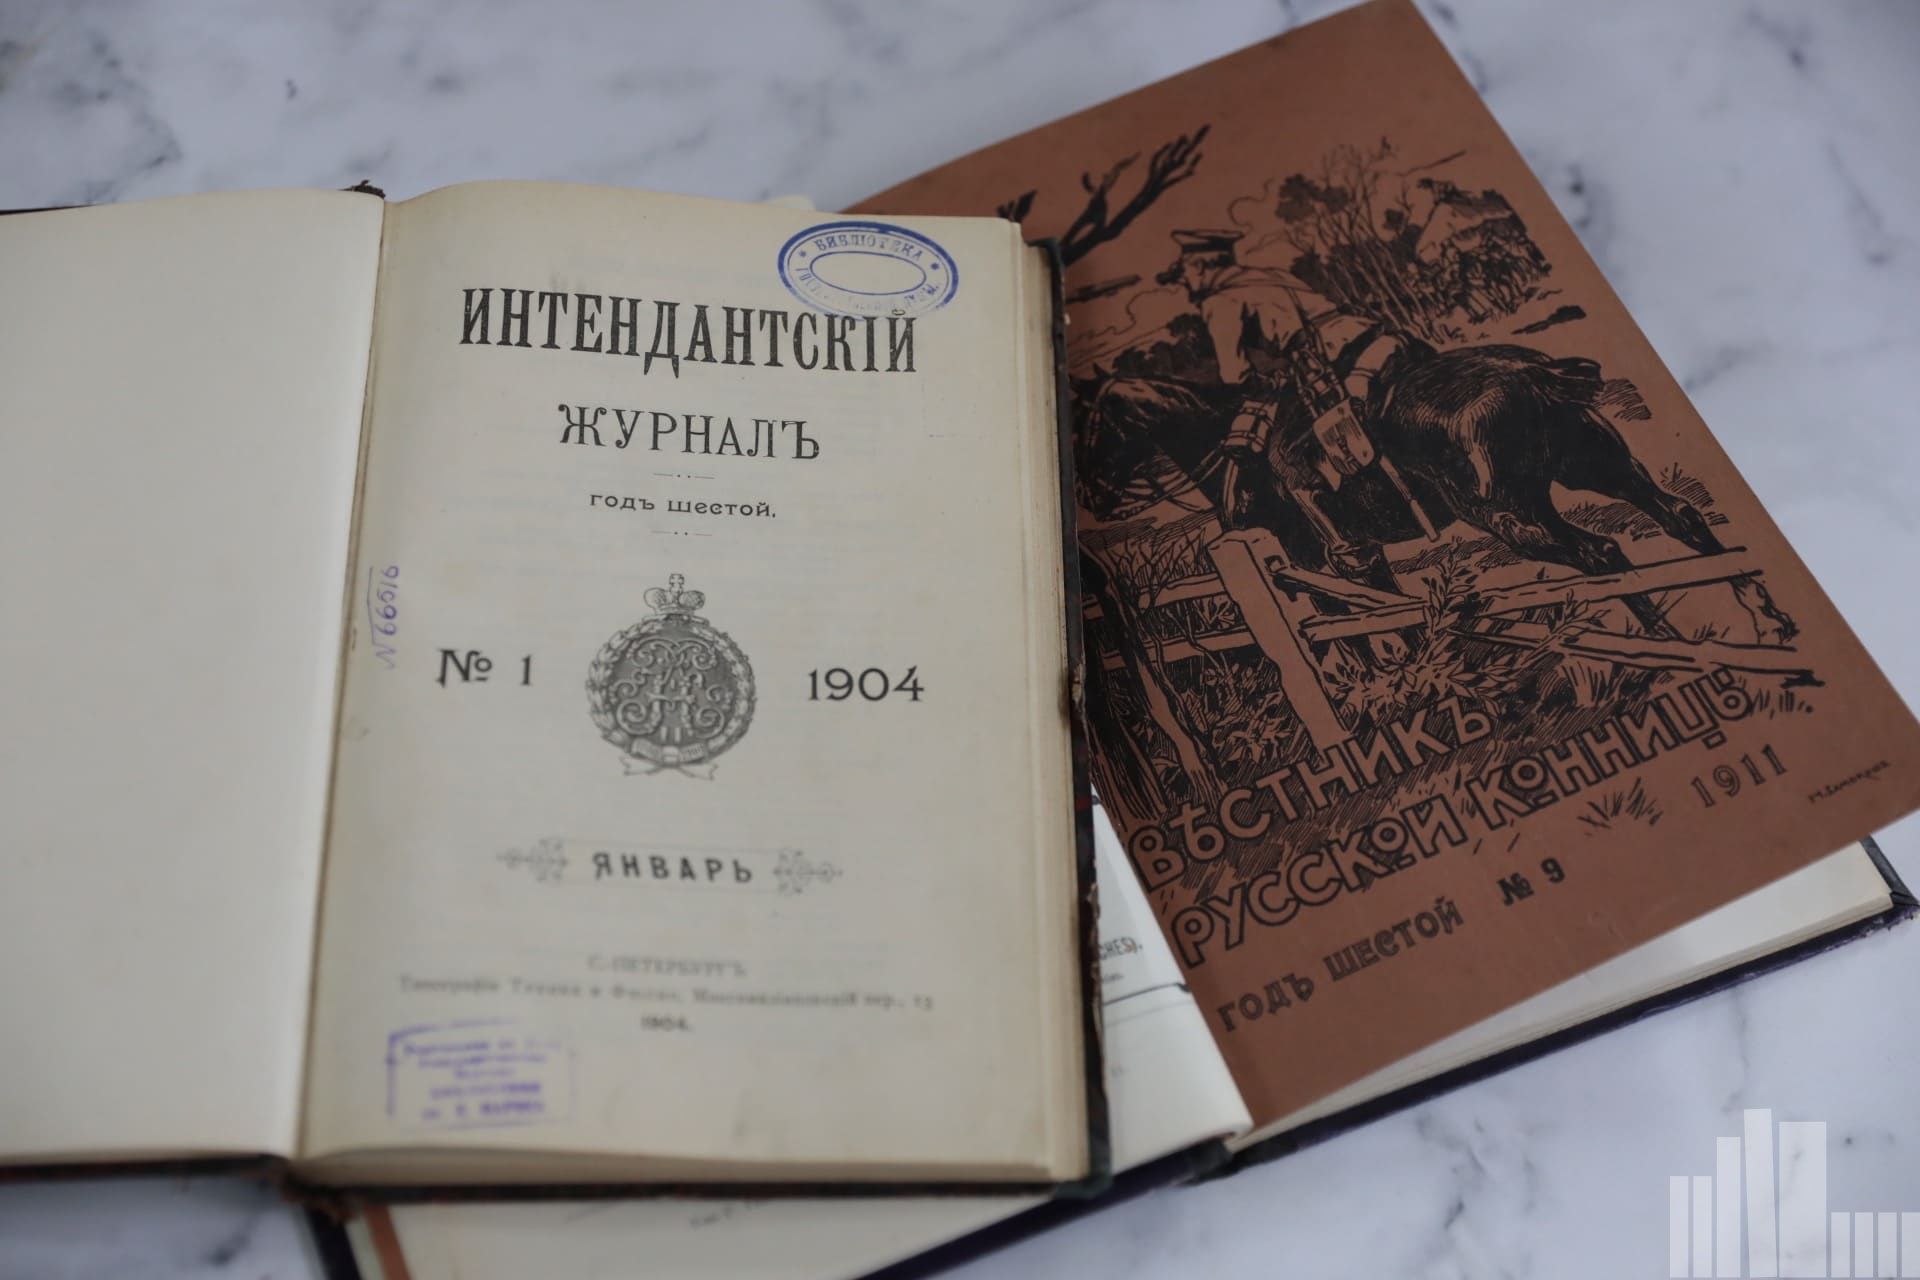 БИБЛІОТЕКА
ИНТЕНДАНТСКІЙ
ЖУРНАЛЪ
ГОДЪ ШЕСТОЙ.
№ 1
1904
ЯНВАРЬ
С.-ПЕТЕРБУРГЪ
1904.
N 66516
ВѢСТНИКЪ
РУССКОЙ КОННИЦЫ
1911
ГОДЪ ШЕСТОЙ № 9
CHES).